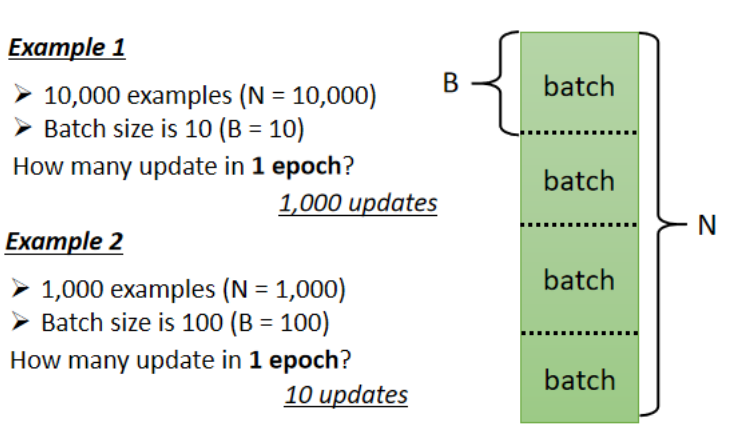 Example 1
➢ 10,000 examples (N = 10,000)
➢ Batch size is 10 (B = 10)
How many update in 1 epoch?
1,000 updates
Example 2
➢ 1,000 examples (N = 1,000)
➢ Batch size is 100 (B = 100)
How many update in 1 epoch?
10 updates
B
batch
batch
batch
batch
N